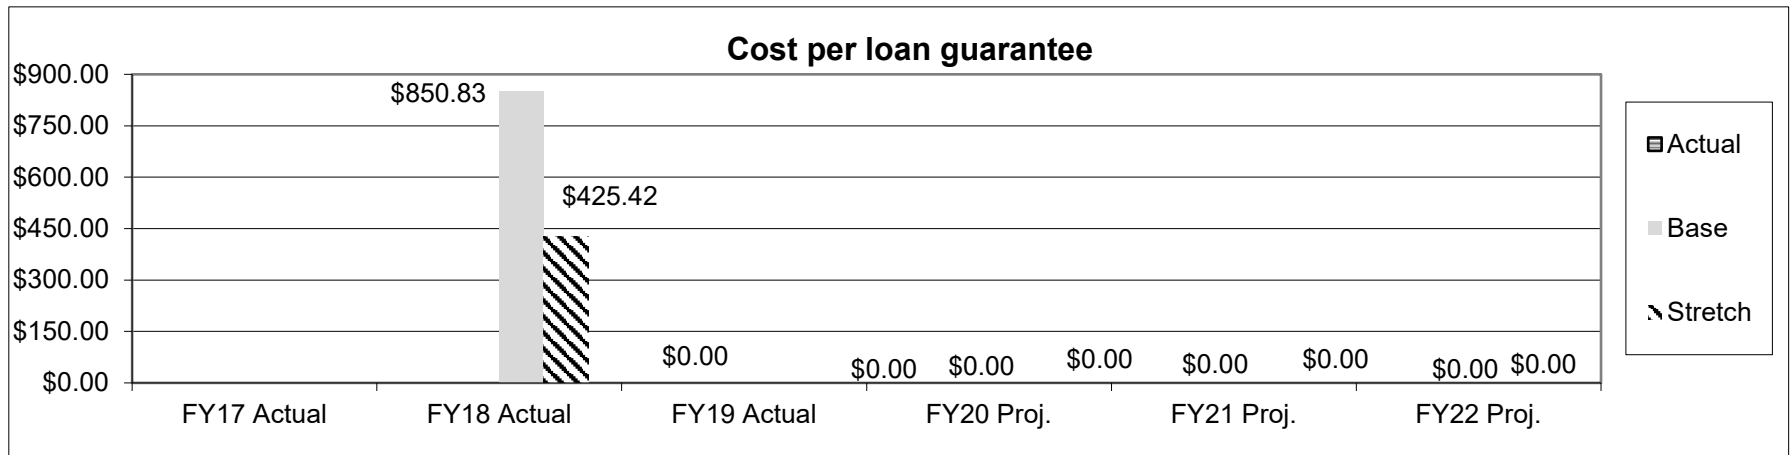 Cost per loan guarantee
$900.00
$750.00
$600.00
$450.00
$300.00
$150.00
$0.00
$850.83
$425.42
$0.00
$0.00
$0.00
$0.00
$0.00
$0.00
$0.00
$0.00
FY17 Actual
FY18 Actual
FY19 Actual
FY20 Proj.
FY21 Proj.
FY22 Proj.
Actual
Base
Stretch